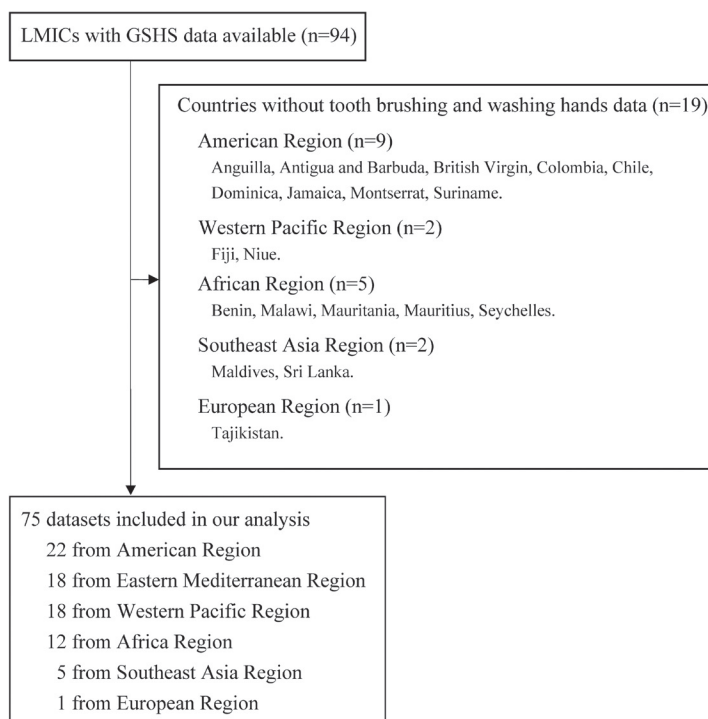 LMICs with GSHS data available (n=94)
Countries without tooth brushing and washing hands data (n=19)
American Region (n=9)
Anguilla, Antigua and Barbuda, British Virgin, Colombia, Chile,
Dominica, Jamaica, Montserrat, Suriname.
Western Pacific Region (n=2)
Fiji, Niue.
African Region (n=5)
Benin, Malawi, Mauritania, Mauritius, Seychelles.
Southeast Asia Region (n=2)
Maldives, Sri Lanka.
European Region (n=1)
Tajikistan.
75 datasets included in our analysis
22 from American Region
18 from Eastern Mediterranean Region
18 from Western Pacific Region
12 from Africa Region
5 from Southeast Asia Region
1 from European Region